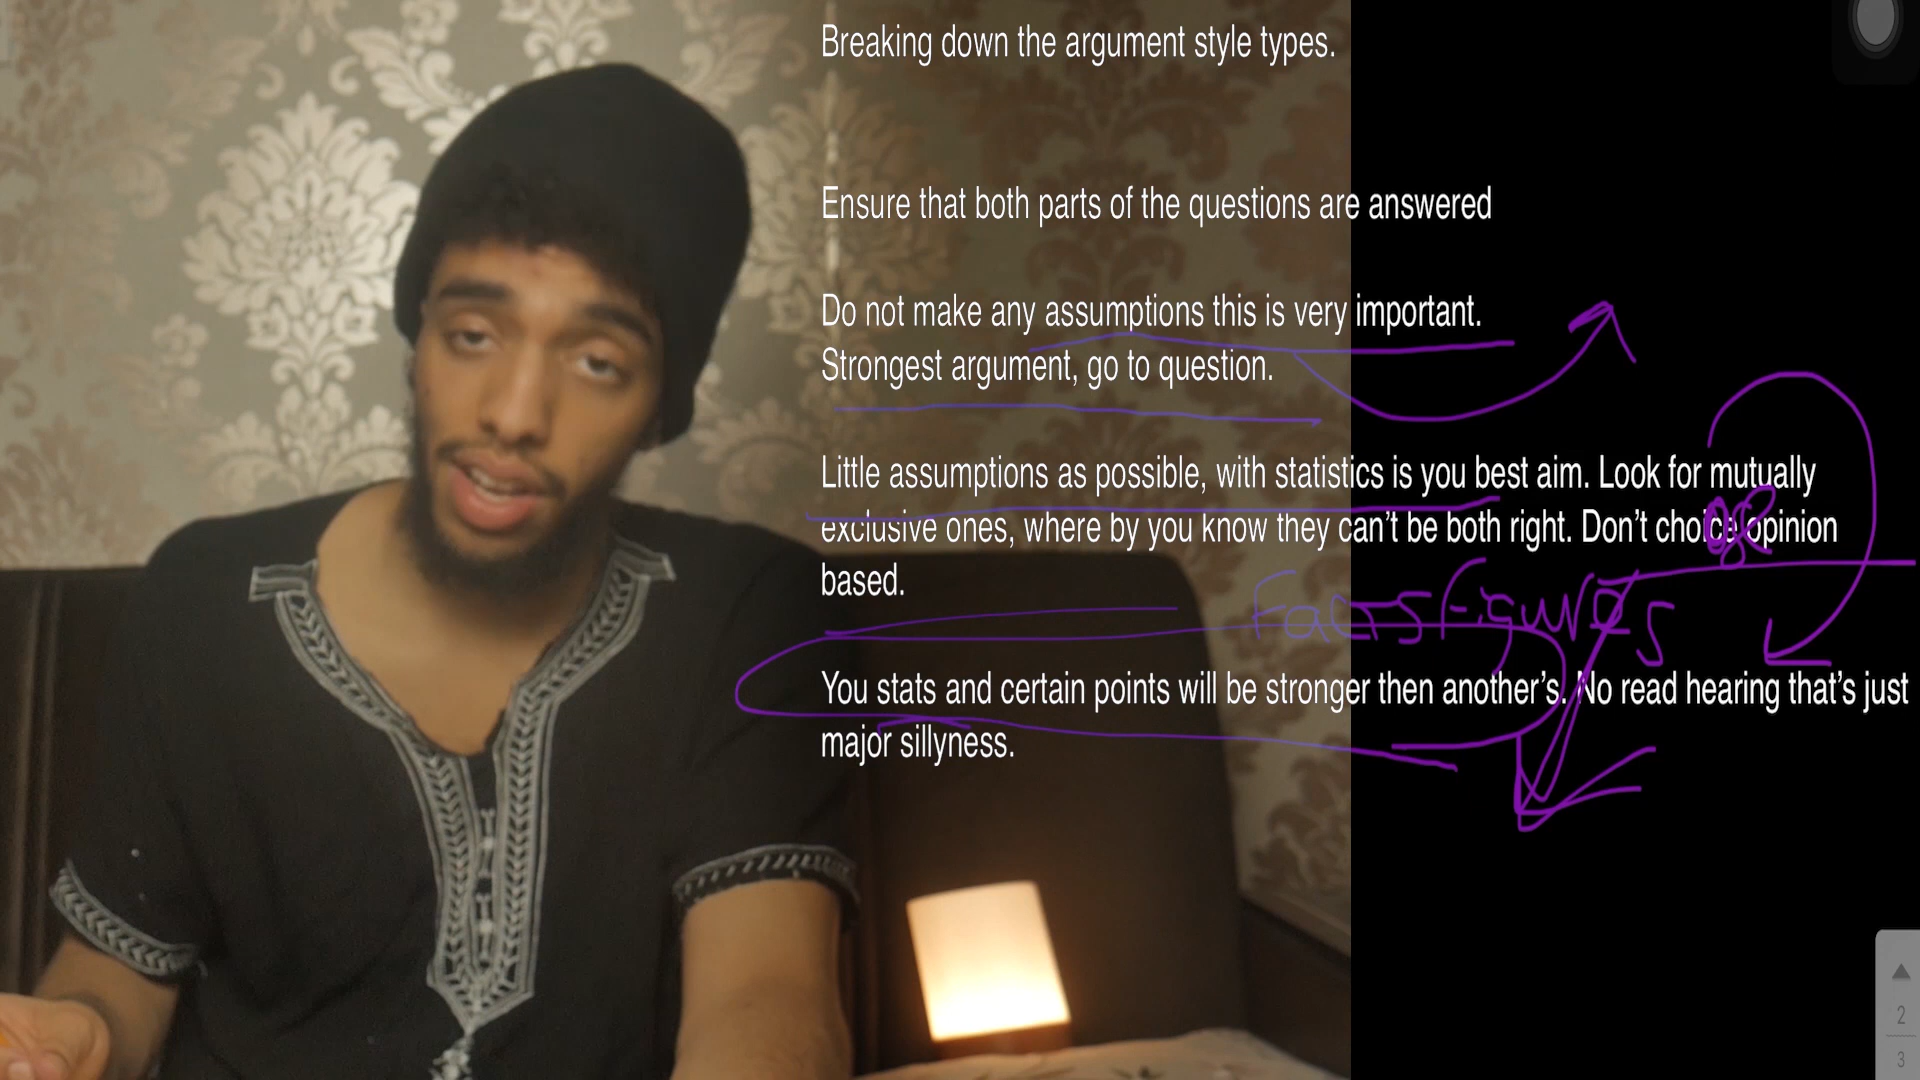 Breaking down the argument style types.
Ensure that both parts of the questions are answered
Do not make any assumptions this is very important.
Strongest argument, go to question.
Little assumptions as possible, with statistics is you best aim. Look for mutually
exclusive ones, where by you know they can't be both right. Don't choice opinion
based.
Facts figures
You stats and certain points will be stronger then another's. No read hearing that's just
major sillyness.
2
3